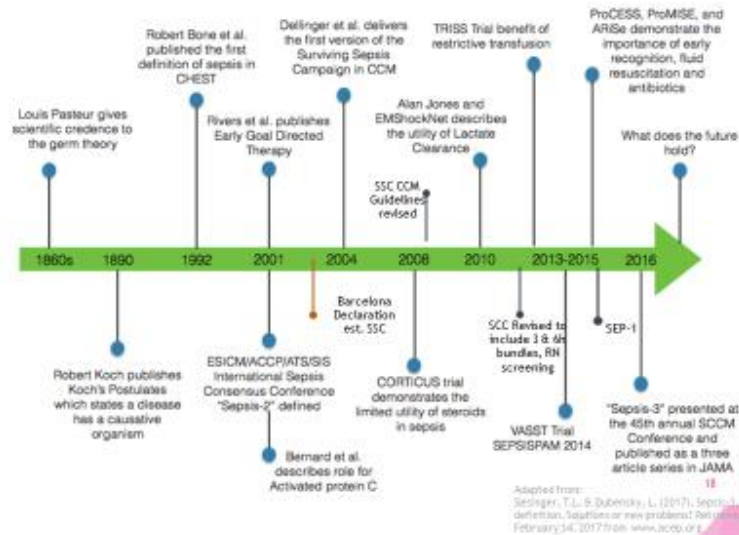 Louis Pasteur gives
scientific credence to
the germ theory
Robert Bone et al.
published the first
definition of sepsis in
CHEST
Rivers et al. publishes
Early Goal Directed
Therapy
Dellinger et al. delivers
the first version of the
Surviving Sepsis
Campaign in CCM
SSC CCM
Guidelines
revised
Alan Jones and
EMShockNet describes
the utility of Lactate
Clearance
TRISS Trial benefit of
restrictive transfusion
ProCESS, ProMISE, and
ARiSe demonstrate the
importance of early
recognition, fluid
resuscitation and
antibiotics
What does the future
hold?
1860s 1890 1992 2001 2004 2008 2010 2013-2015 2016
Robert Koch publishes
Koch's Postulates
which states a disease
has a causative
organism
ESICM/ACCP/ATS/SIS
International Sepsis
Consensus Conference
"Sepsis-2" defined
Bernard et al.
describes role for
Activated protein C
Barcelona
Declaration
est. SSC
CORTICUS trial
demonstrates the
limited utility of steroids
in sepsis
SCC Revised to
include 3 & 6h
bundles, RN
screening
VASST Trial
SEPSISPAM 2014
SEP-1
"Sepsis-3" presented at
the 45th annual SCCM
Conference and
published as a three
article series in JAMA
18
Adapted from:
T.L. & Dubensky, L. (2017).
definition. Solutions or new problems?
February 14, 2017 from www.acep.org